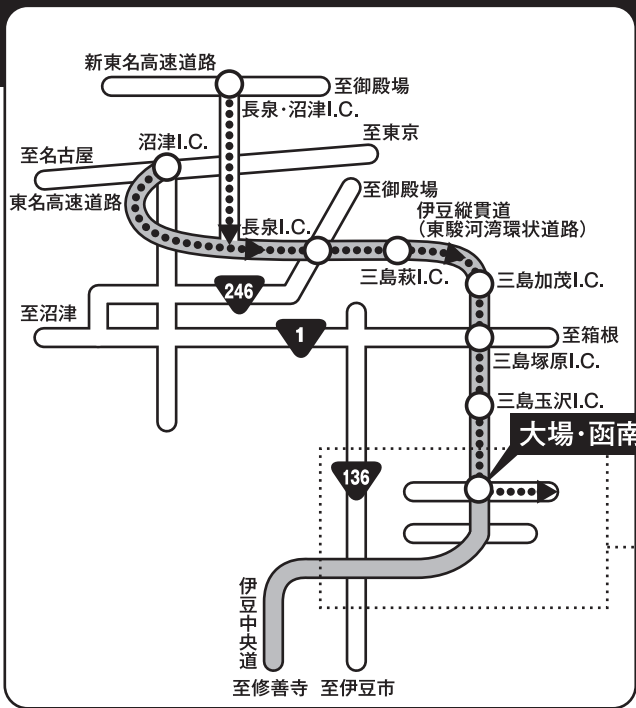 新東名高速道路
至御殿場
長泉・沼津I.C.
沼津I.C.
至東京
至名古屋
東名高速道路
至御殿場
長泉I.C.
伊豆縦貫道
(東駿河湾環状道路)
三島萩I.C.
三島加茂I.C.
246
至沼津
1
至箱根
三島塚原I.C.
三島玉沢I.C.
大場・函南
136
伊豆中央道
至修善寺
至伊豆市